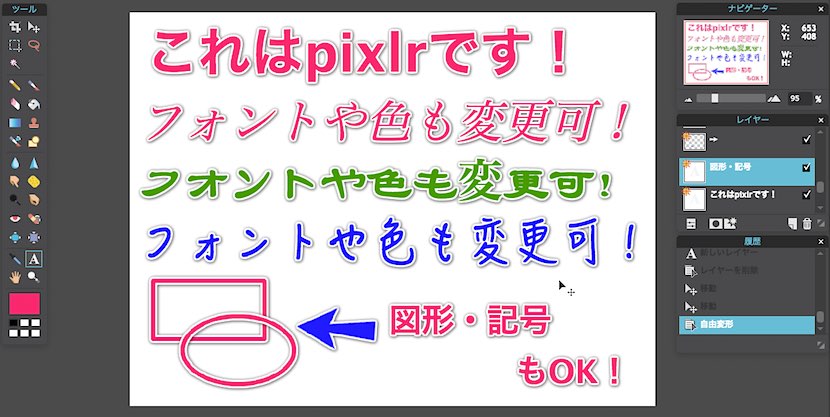 ツール
A
これはpixlrです！
フォントや色も変更可！
フォントや色も変更可！
フォントや色も変更可！
図形・記号
もOK！
ナビゲーター
X: 653
Y: 408
W:
H:
95 %
レイヤー
図形・記号
これはpixlrです！
履歴
A 新しいレイヤー
レイヤーを削除
移動
移動
自由変形